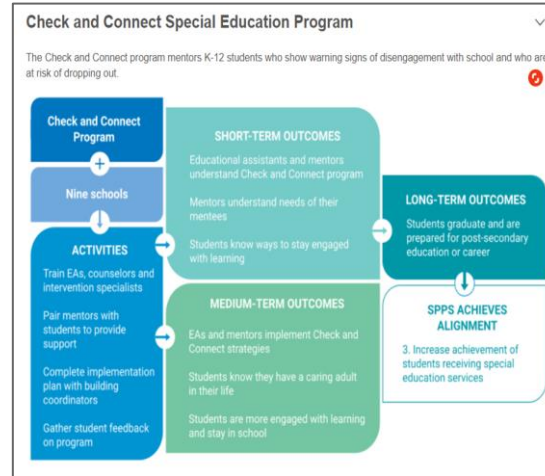 Check and Connect Special Education Program
The Check and Connect program mentors K-12 students who show warning signs of disengagement with school and who are
at risk of dropping out.
Check and Connect
Program
+
Nine schools
ACTIVITIES
Train EAs, counselors and
intervention specialists
Pair mentors with
students to provide
support
Complete implementation
plan with building
coordinators
Gather student feedback
on program
SHORT-TERM OUTCOMES
Educational assistants and mentors
understand Check and Connect program
Mentors understand needs of their
mentees
Students know ways to stay engaged
with learning
MEDIUM-TERM OUTCOMES
EAs and mentors implement Check and
Connect strategies
Students know they have a caring adult
in their life
Students are more engaged with learning
and stay in school
LONG-TERM OUTCOMES
Students graduate and are
prepared for post-secondary
education or career
SPPS ACHIEVES
ALIGNMENT
3. Increase achievement of
students receiving special
education services